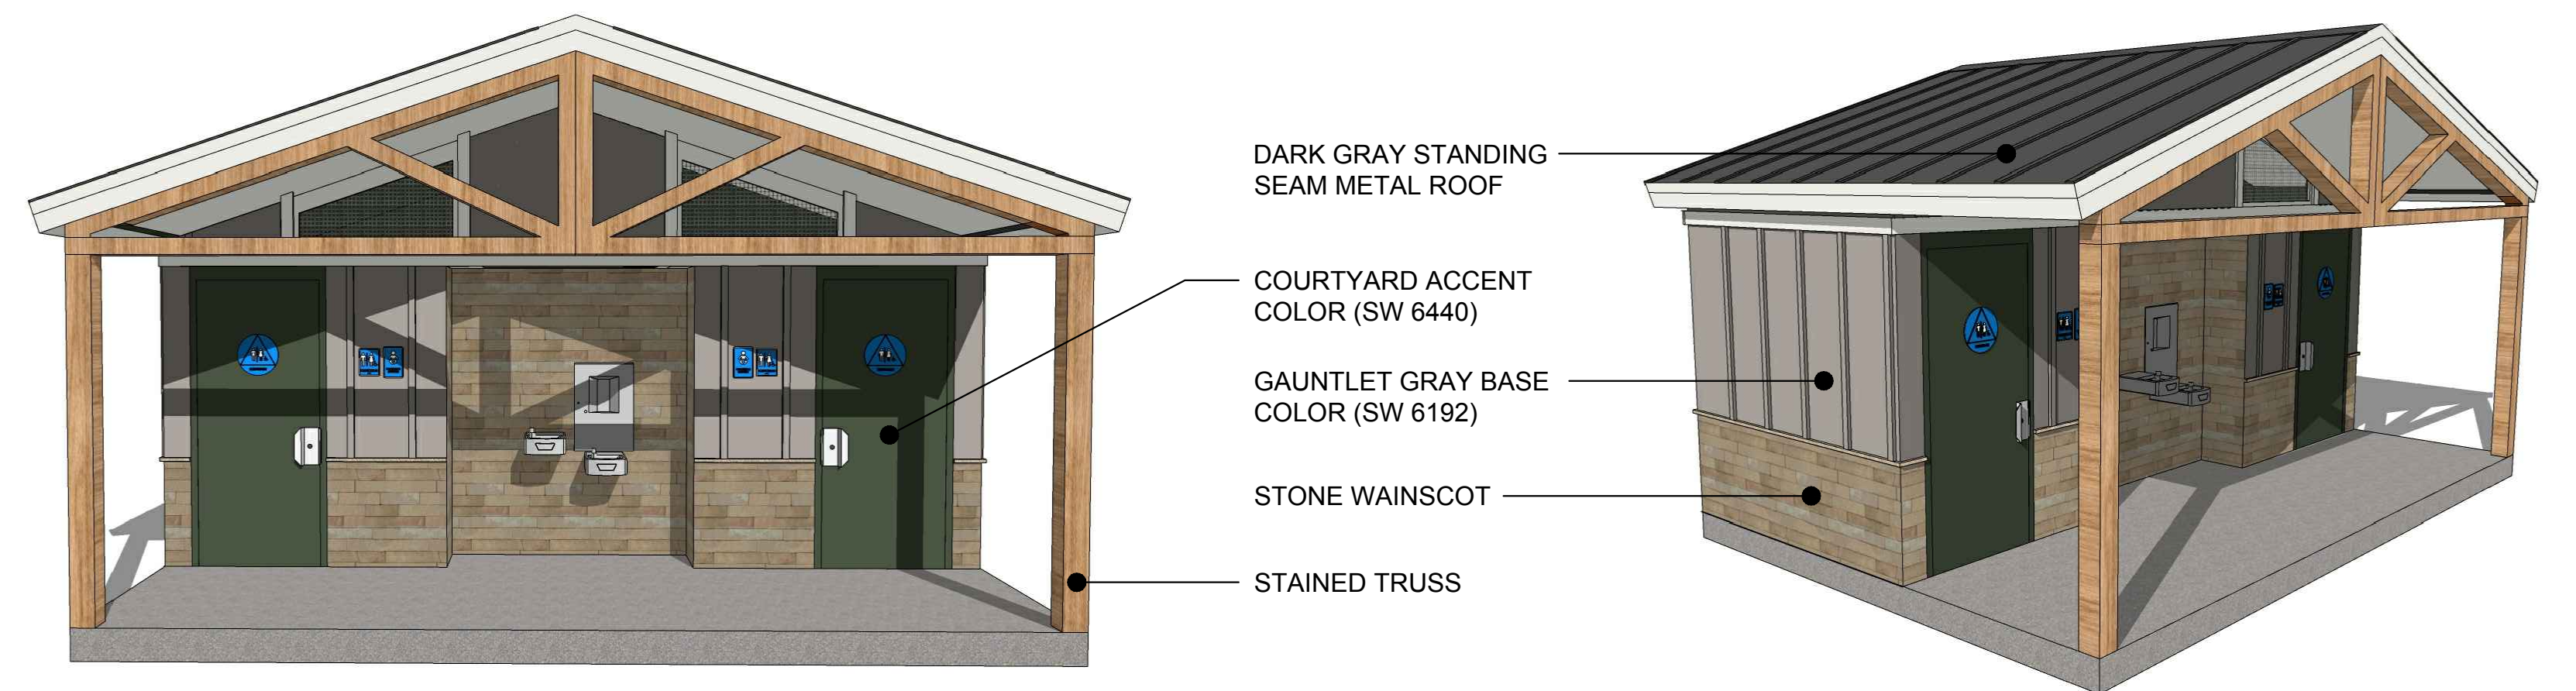 DARK GRAY STANDING
SEAM METAL ROOF
COURTYARD ACCENT
COLOR (SW 6440)
GAUNTLET GRAY BASE
COLOR (SW 6192)
STONE WAINSCOT
STAINED TRUSS